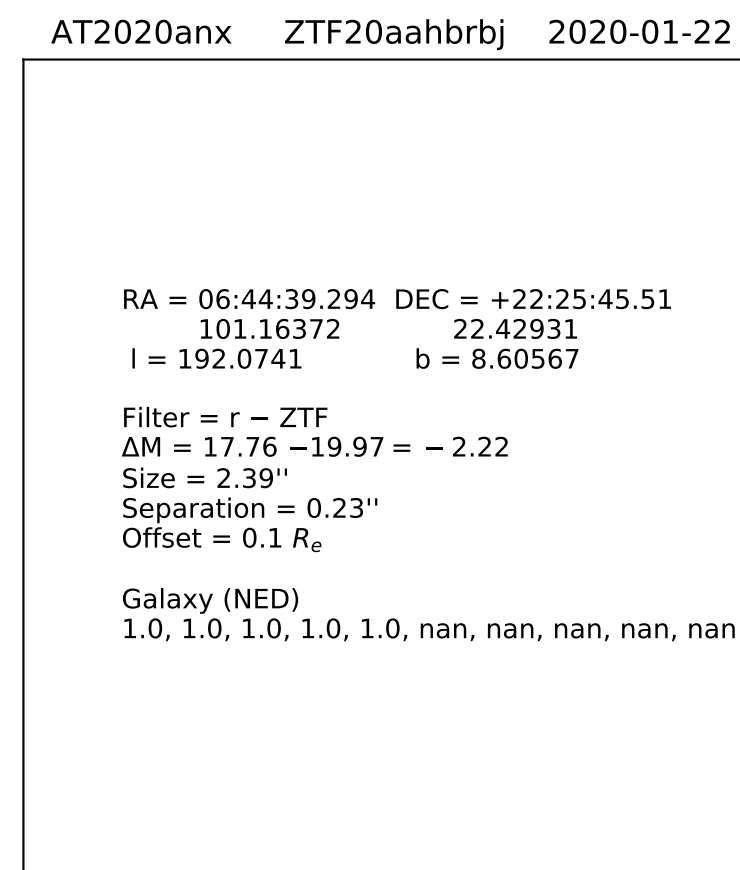 AT2020anx ZTF20aahbrbj 2020-01-22
RA = 06:44:39.294 DEC = +22:25:45.51
101.16372 22.42931
l = 192.0741 b = 8.60567
Filter = r − ZTF
ΔM = 17.76 −19.97 = − 2.22
Size = 2.39''
Separation = 0.23''
Offset = 0.1 Re
Galaxy (NED)
1.0, 1.0, 1.0, 1.0, 1.0, nan, nan, nan, nan, nan